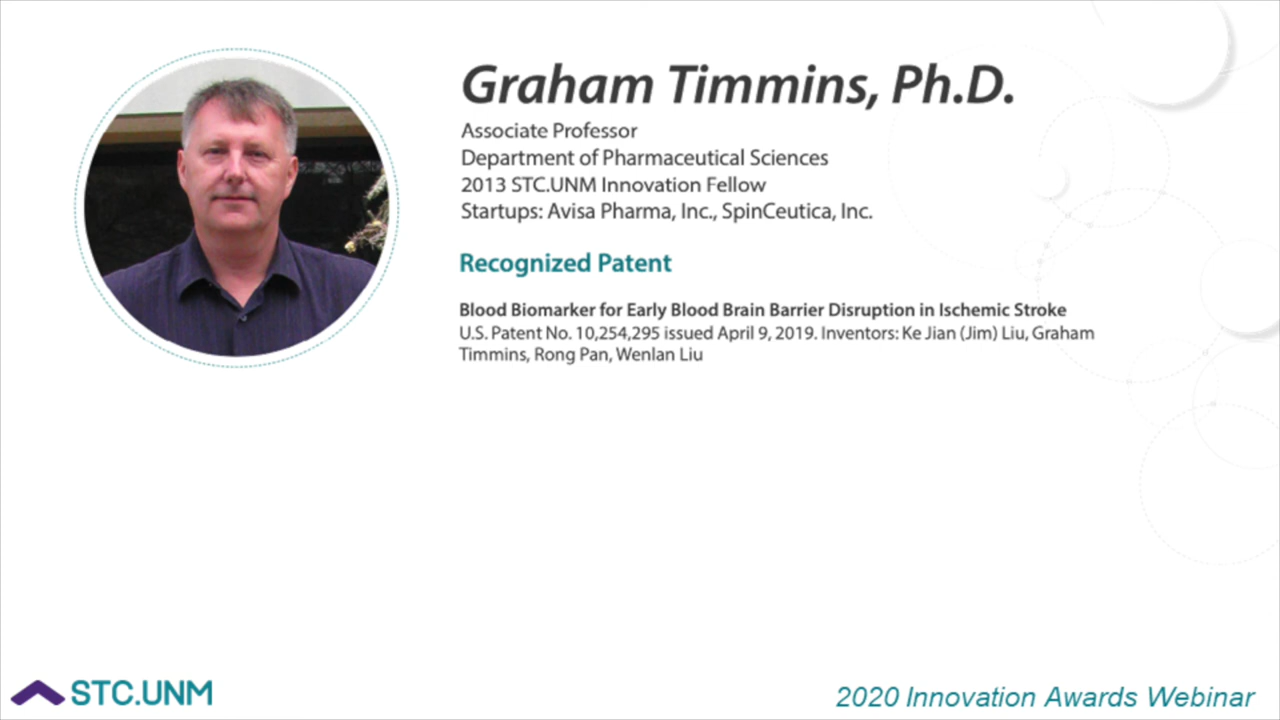 Graham Timmins, Ph.D.
Associate Professor
Department of Pharmaceutical Sciences
2013 STC.UNM Innovation Fellow
Startups: Avisa Pharma, Inc., SpinCeutica, Inc.
Recognized Patent
Blood Biomarker for Early Blood Brain Barrier Disruption in Ischemic Stroke
U.S. Patent No. 10,254,295 issued April 9, 2019. Inventors: Ke Jian (Jim) Liu, Graham
Timmins, Rong Pan, Wenlan Liu
STC.UNM
2020 Innovation Awards Webinar